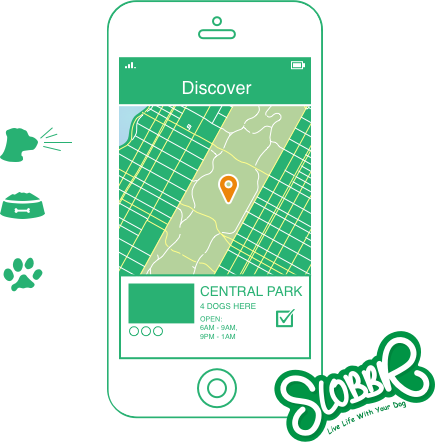 Discover
CENTRAL PARK
4 DOGS HERE
OPEN:
6AM - 9AM,
9PM - 1AM
SLOBBR
Live Life With Your Dog